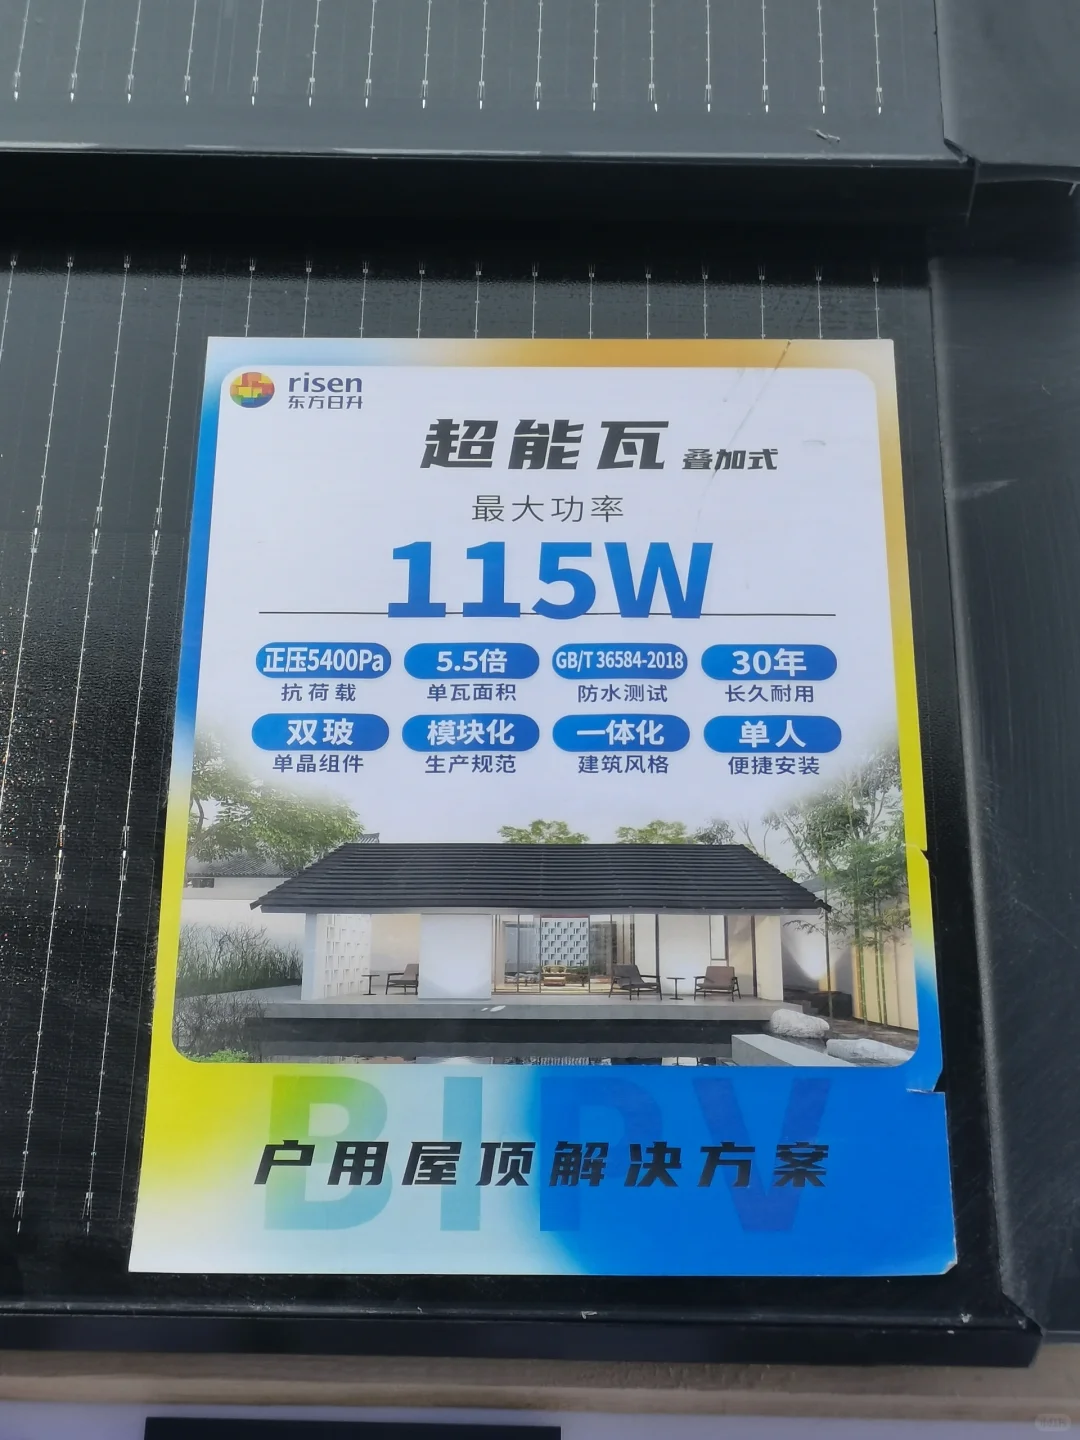 risen
东方日升
超能瓦 叠加式
最大功率
115W
正压5400Pa 5.5倍 GB/T 36584-2018 30年
抗荷载 单瓦面积 防水测试 长久耐用
双玻 模块化 一体化 单人
单晶组件 生产规范 建筑风格 便捷安装
BIPV
户用屋顶解决方案